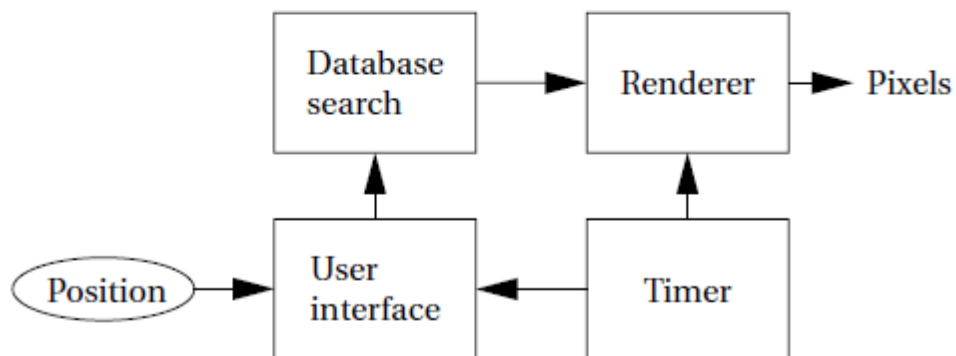 Database
search
Renderer
Pixels
Position
User
interface
Timer